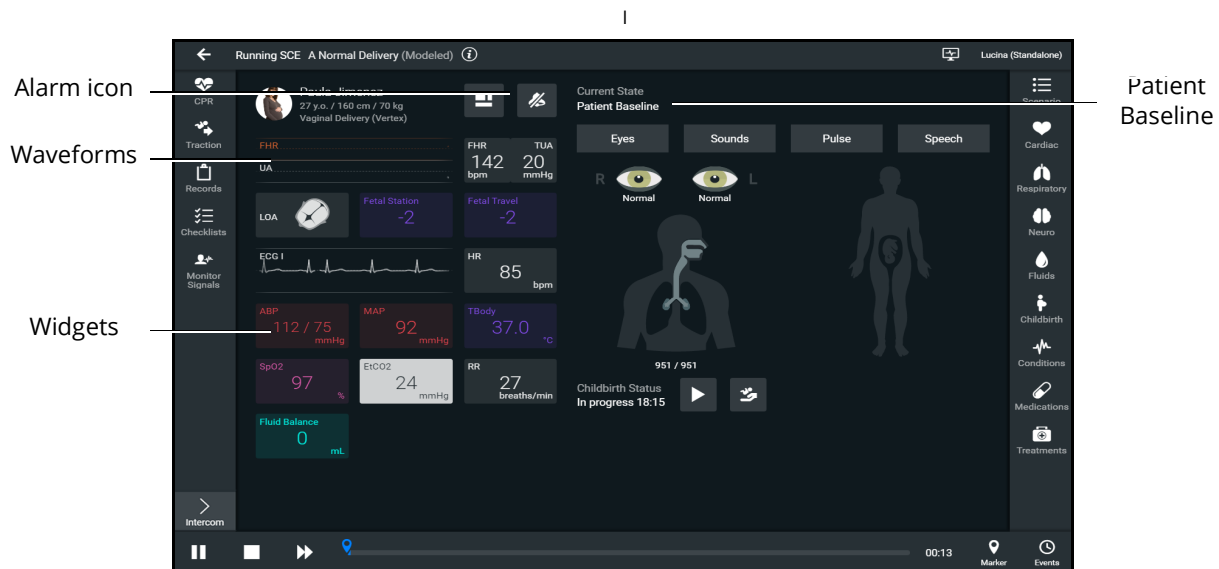 Running SCE A Normal Delivery (Modeled)
Lucina (Standalone)
Alarm icon
Waveforms
Widgets
Patient
Baseline
CPR
Traction
Records
Checklists
Monitor
Signals
Intercom
27 y.o. / 160 cm / 70 kg
Vaginal Delivery (Vertex)
FHR
UA
FHR TUA
142 20
bpm mmHg
LOA
Fetal Station
-2
Fetal Travel
-2
ECG I
HR
85
bpm
ABP
112 / 75
mmHg
MAP
92
mmHg
TBody
37.0
°C
SpO2
97
%
EtCO2
24
mmHg
RR
27
breaths/min
Fluid Balance
0
mL
Current State
Patient Baseline
Eyes
Sounds
Pulse
Speech
R
L
Normal
Normal
951 / 951
Childbirth Status
In progress 18:15
Scenario
Cardiac
Respiratory
Neuro
Fluids
Childbirth
Conditions
Medications
Treatments
00:13
Marker
Events